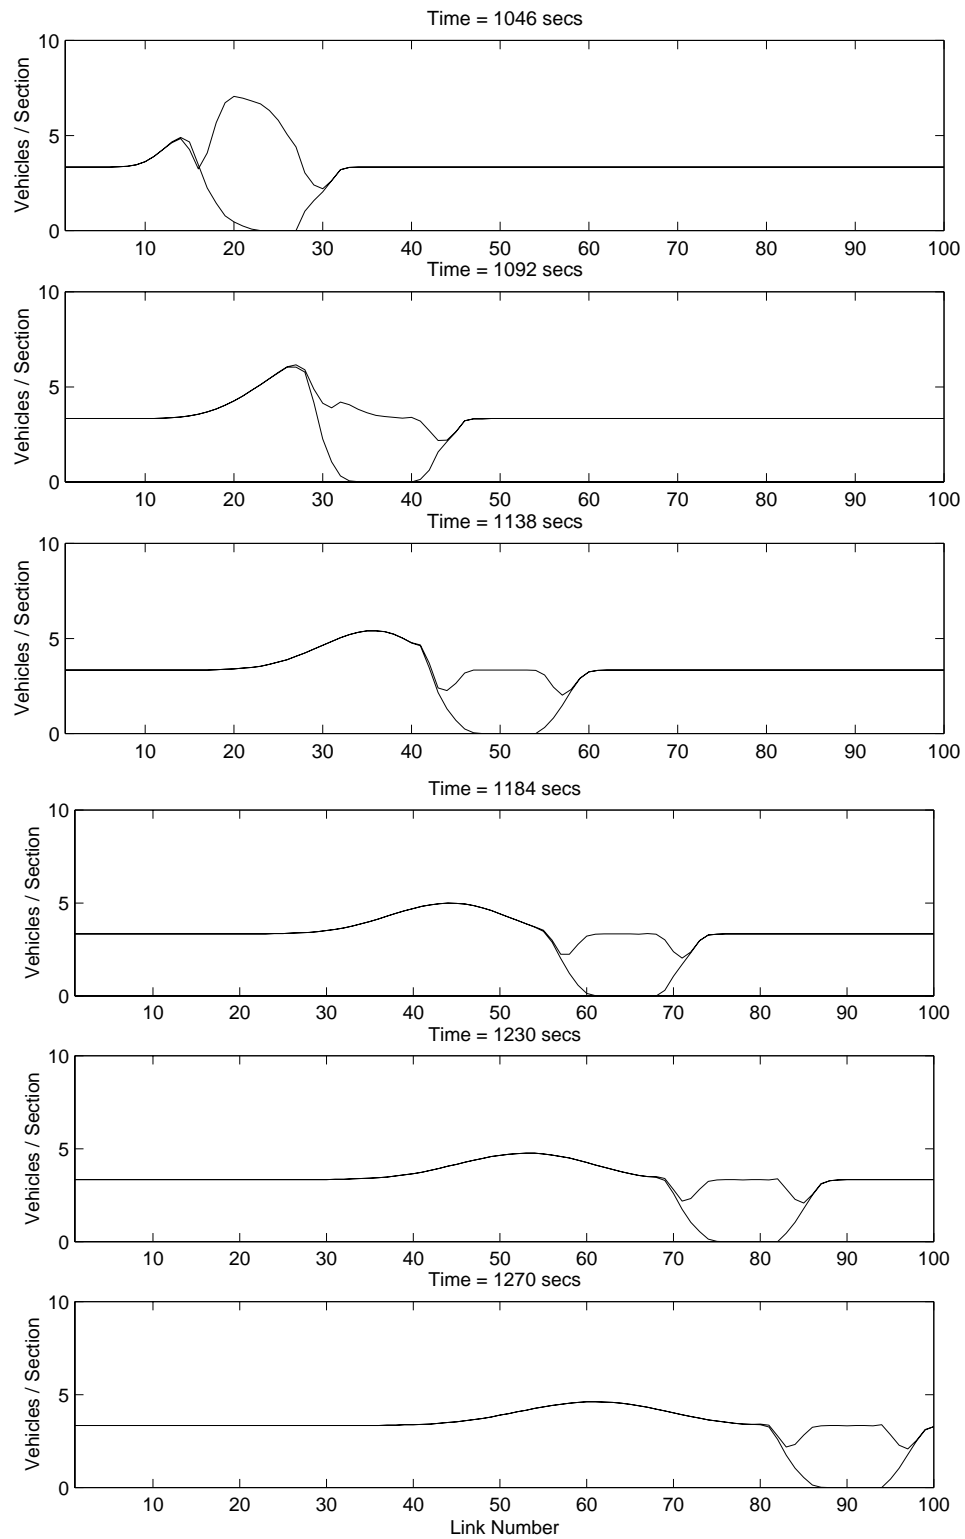 Time = 1046 secs
10
5
0
Vehicles / Section
10 20 30 40 50 60 70 80 90 100
Time = 1092 secs
10
5
0
Vehicles / Section
10 20 30 40 50 60 70 80 90 100
Time = 1138 secs
10
5
0
Vehicles / Section
10 20 30 40 50 60 70 80 90 100
Time = 1184 secs
10
5
0
Vehicles / Section
10 20 30 40 50 60 70 80 90 100
Time = 1230 secs
10
5
0
Vehicles / Section
10 20 30 40 50 60 70 80 90 100
Time = 1270 secs
10
5
0
Vehicles / Section
10 20 30 40 50 60 70 80 90 100
Link Number